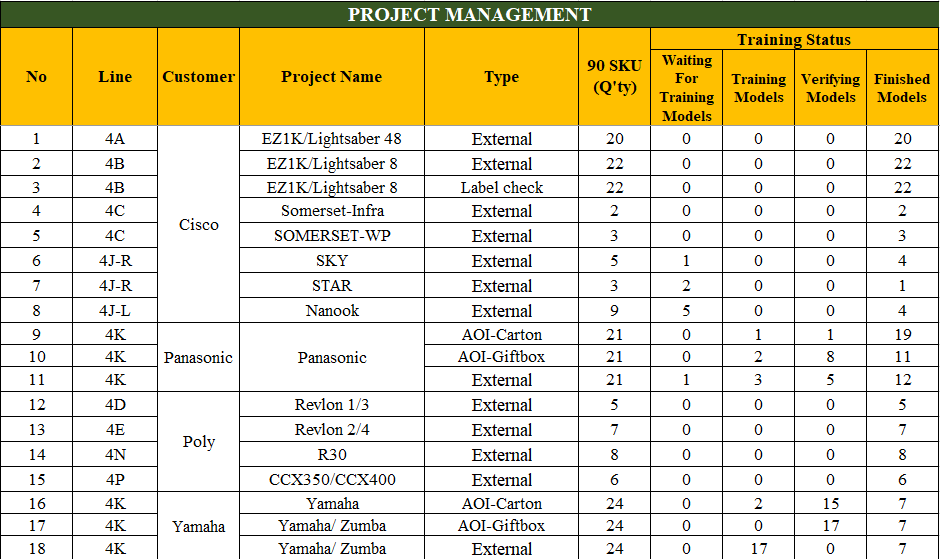 PROJECT MANAGEMENT
No Line Customer Project Name Type 90 SKU (Q'ty) Training Status
Waiting For Training Models Training Models Verifying Models Finished Models
1 4A Cisco EZ1K/Lightsaber 48 External 20 0 0 0 20
2 4B EZ1K/Lightsaber 8 External 22 0 0 0 22
3 4B EZ1K/Lightsaber 8 Label check 22 0 0 0 22
4 4C Somerset-Infra External 2 0 0 0 2
5 4C SOMERSET-WP External 3 0 0 0 3
6 4J-R SKY External 5 1 0 0 4
7 4J-R STAR External 3 2 0 0 1
8 4J-L Nanook External 9 5 0 0 4
9 4K Panasonic Panasonic AOI-Carton 21 0 1 1 19
10 4K AOI-Giftbox 21 0 2 8 11
11 4K External 21 1 3 5 12
12 4D Poly Revlon 1/3 External 5 0 0 0 5
13 4E Revlon 2/4 External 7 0 0 0 7
14 4N R30 External 8 0 0 0 8
15 4P CCX350/CCX400 External 6 0 0 0 6
16 4K Yamaha Yamaha AOI-Carton 24 0 2 15 7
17 4K Yamaha/ Zumba AOI-Giftbox 24 0 0 17 7
18 4K Yamaha/ Zumba External 24 0 17 0 7